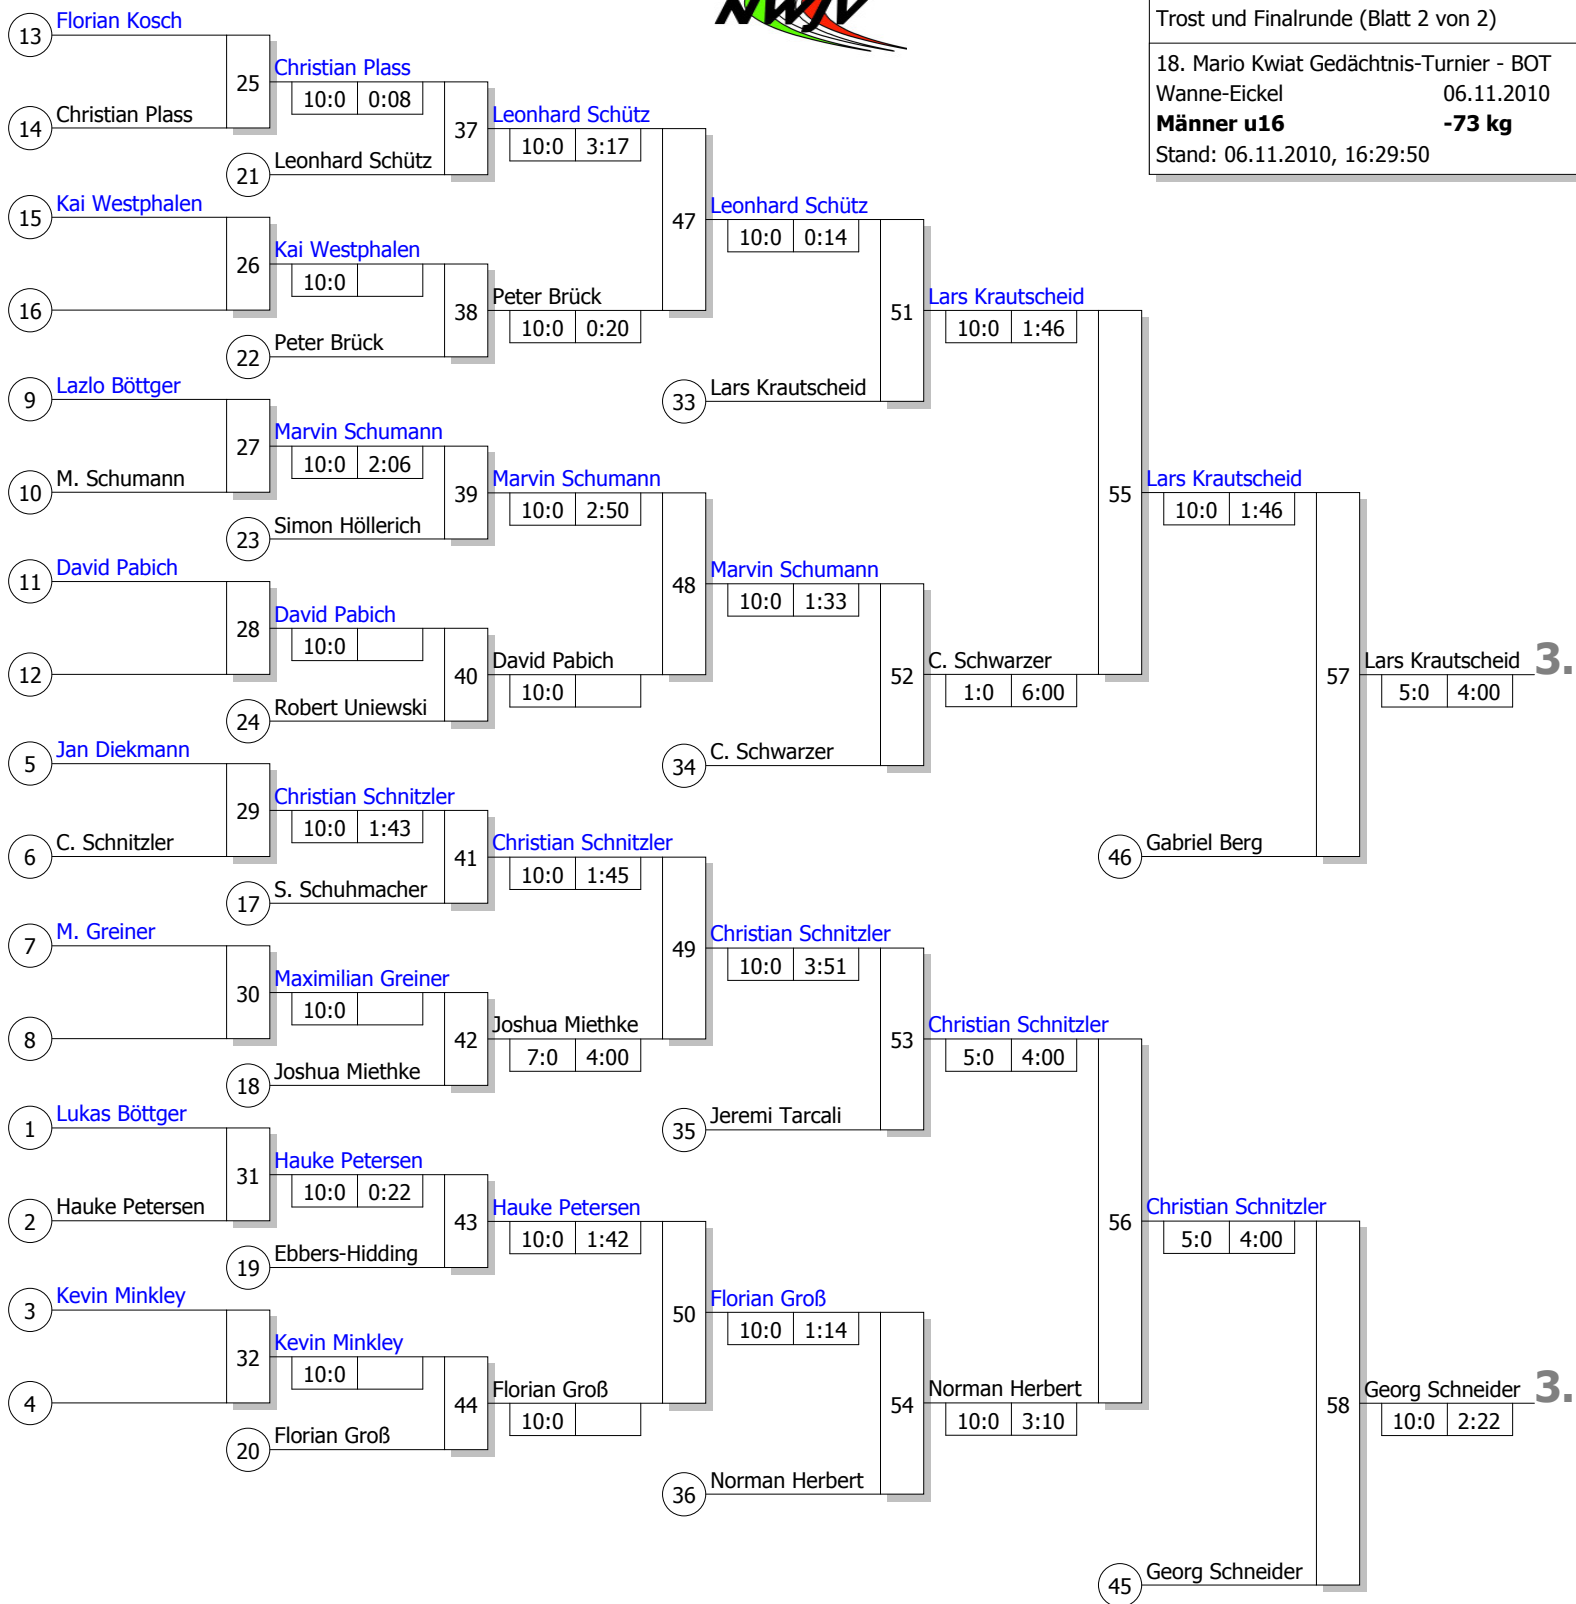 NWJV
Trost und Finalrunde (Blatt 2 von 2)
18. Mario Kwiat Gedächtnis-Turnier - BOT
Wanne-Eickel 06.11.2010
Männer u16 -73 kg
Stand: 06.11.2010, 16:29:50
13 Florian Kosch
25 Christian Plass
10:0 0:08
14 Christian Plass
37 Leonhard Schütz
10:0 3:17
21 Leonhard Schütz
15 Kai Westphalen
47 Leonhard Schütz
10:0 0:14
26 Kai Westphalen
10:0
16
38 Peter Brück
10:0 0:20
22 Peter Brück
51 Lars Krautscheid
10:0 1:46
33 Lars Krautscheid
9 Lazlo Böttger
27 Marvin Schumann
10:0 2:06
10 M. Schumann
39 Marvin Schumann
10:0 2:50
23 Simon Höllerich
55 Lars Krautscheid
10:0 1:46
11 David Pabich
48 Marvin Schumann
10:0 1:33
28 David Pabich
10:0
12
40 David Pabich
10:0
24 Robert Uniewski
52 C. Schwarzer
1:0 6:00
34 C. Schwarzer
57 Lars Krautscheid 3.
5:0 4:00
5 Jan Diekmann
29 Christian Schnitzler
10:0 1:43
6 C. Schnitzler
41 Christian Schnitzler
10:0 1:45
46 Gabriel Berg
17 S. Schuhmacher
7 M. Greiner
49 Christian Schnitzler
10:0 3:51
30 Maximilian Greiner
10:0
8
42 Joshua Miethke
7:0 4:00
18 Joshua Miethke
53 Christian Schnitzler
5:0 4:00
35 Jeremi Tarcali
1 Lukas Böttger
31 Hauke Petersen
10:0 0:22
2 Hauke Petersen
43 Hauke Petersen
10:0 1:42
19 Ebbers-Hidding
56 Christian Schnitzler
5:0 4:00
3 Kevin Minkley
50 Florian Groß
10:0 1:14
32 Kevin Minkley
10:0
4
44 Florian Groß
10:0
20 Florian Groß
54 Norman Herbert
10:0 3:10
36 Norman Herbert
58 Georg Schneider 3.
10:0 2:22
45 Georg Schneider